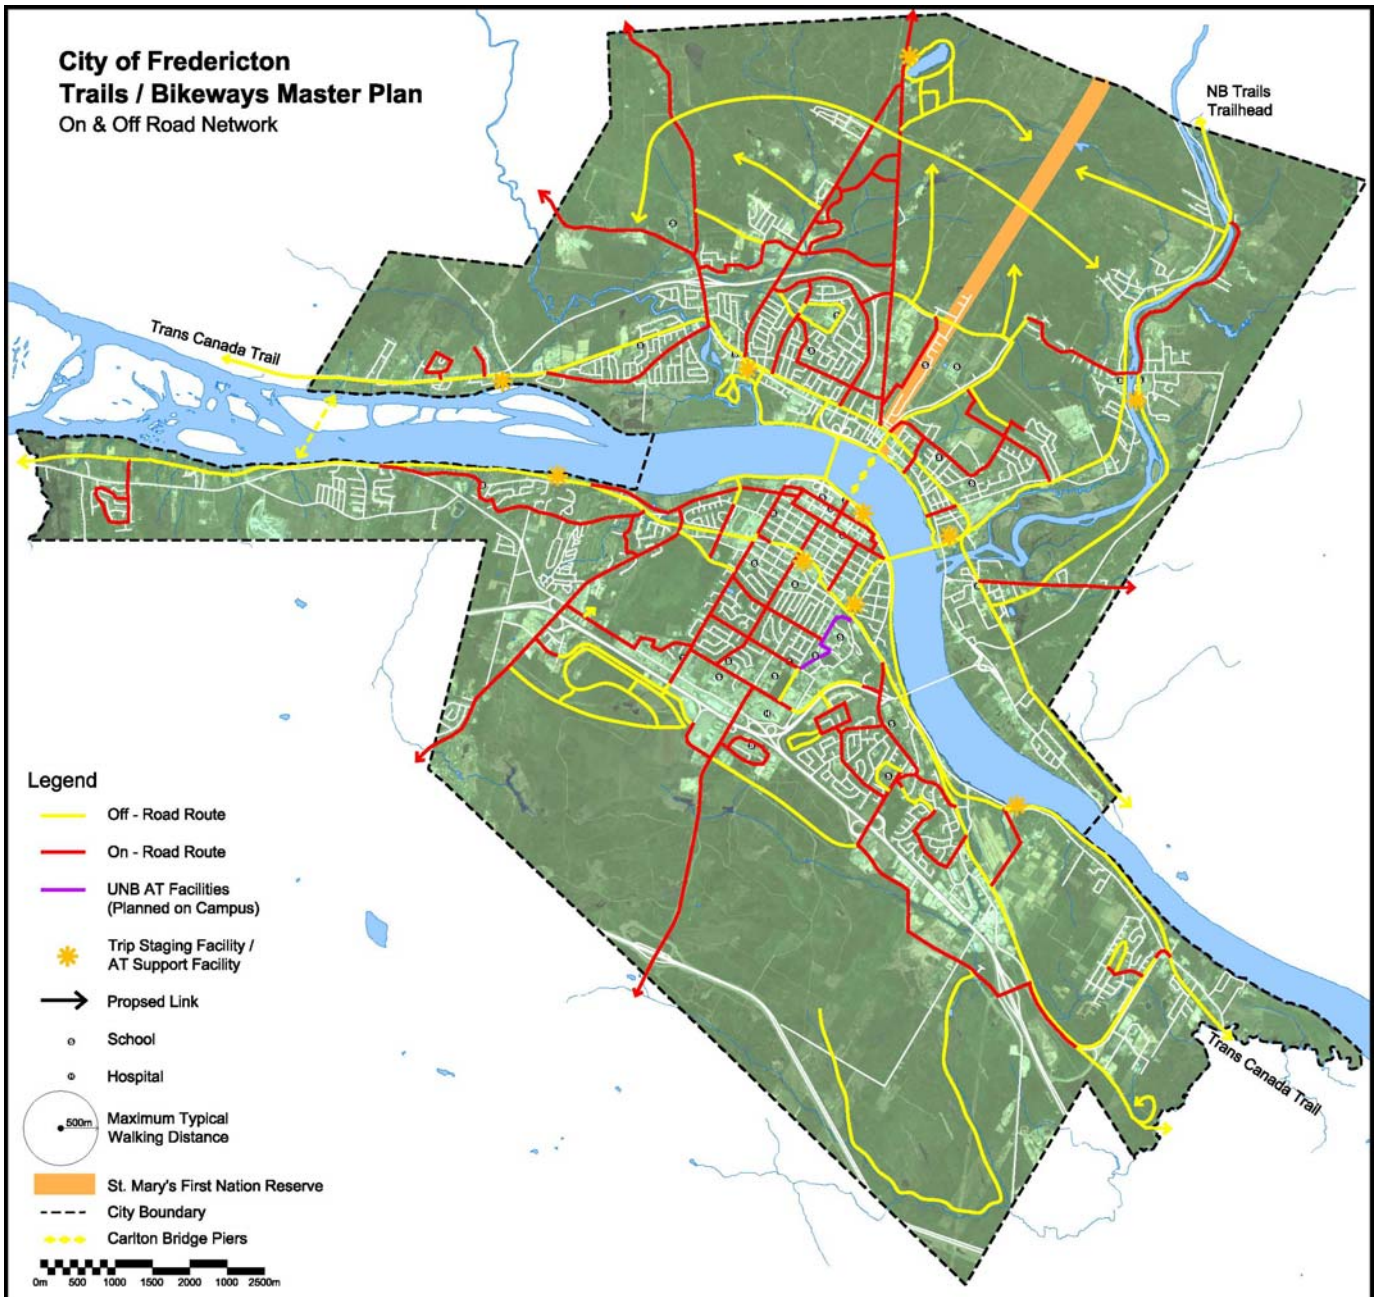 City of Fredericton
Trails / Bikeways Master Plan
On & Off Road Network
NB Trails
Trailhead
Trans Canada Trail
Legend
Off - Road Route
On - Road Route
UNB AT Facilities
(Planned on Campus)
Trip Staging Facility /
AT Support Facility
Propsed Link
School
Hospital
500m
Maximum Typical
Walking Distance
St. Mary's First Nation Reserve
City Boundary
Carlton Bridge Piers
0m 500 1000 1500 2000 2500m
Trans Canada Trail